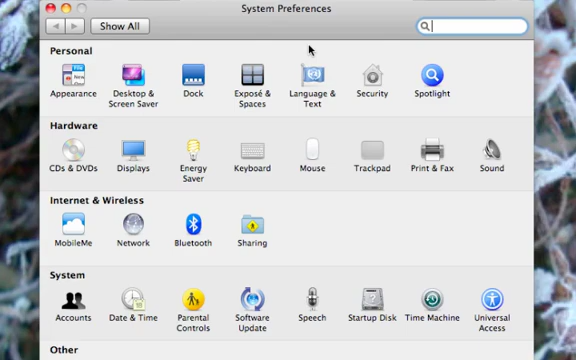 System Preferences
Show All
Personal
Appearance
Desktop &
Screen Saver
Dock
Exposé &
Spaces
Language &
Text
Security
Spotlight
Hardware
CDs & DVDs
Displays
Energy
Saver
Keyboard
Mouse
Trackpad
Print & Fax
Sound
Internet & Wireless
MobileMe
Network
Bluetooth
Sharing
System
Accounts
Date & Time
Parental
Controls
Software
Update
Speech
Startup Disk
Time Machine
Universal
Access
Other